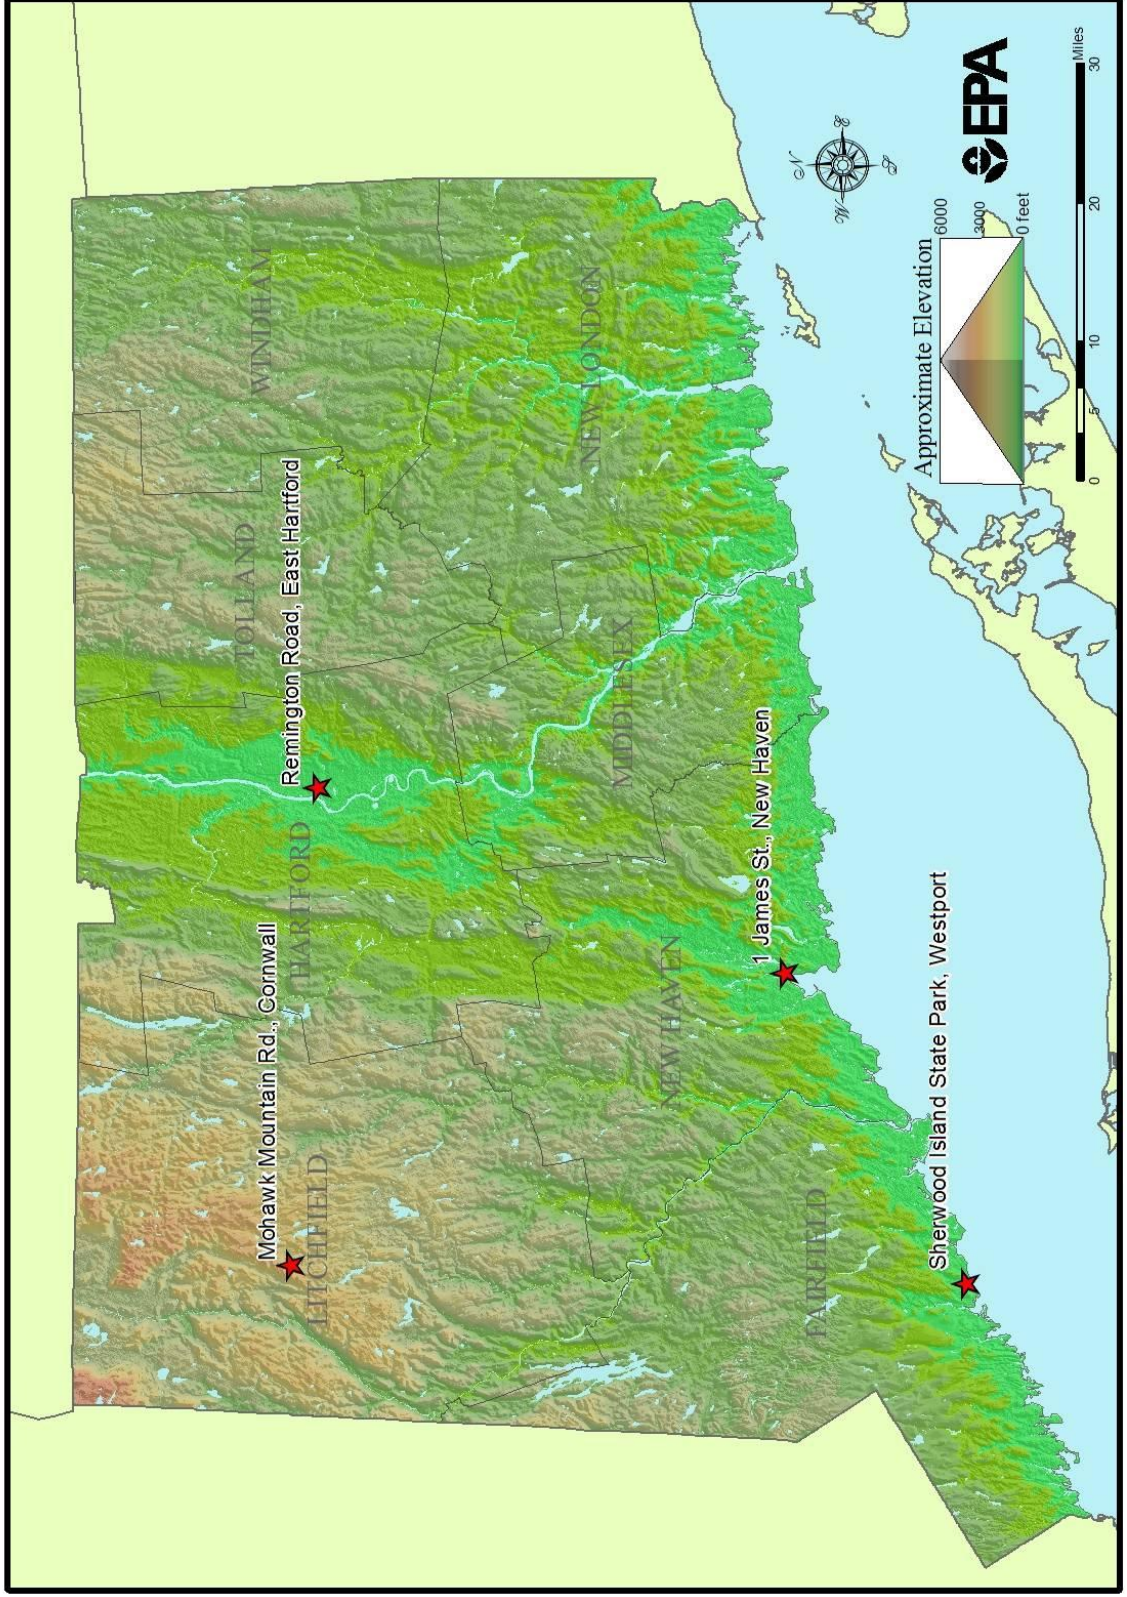 Mohawk Mountain Rd., Cornwall
Remington Road, East Hartford
1 James St., New Haven
Sherwood Island State Park, Westport
LITCHFIELD
HARTFORD
TOLLAND
WINDHAM
FAIRFIELD
NEW HAVEN
MIDDLESEX
NEW LONDON
N
W
E
S
Approximate Elevation
6000
3000
0 feet
EPA
0 5 10 20 30
Miles